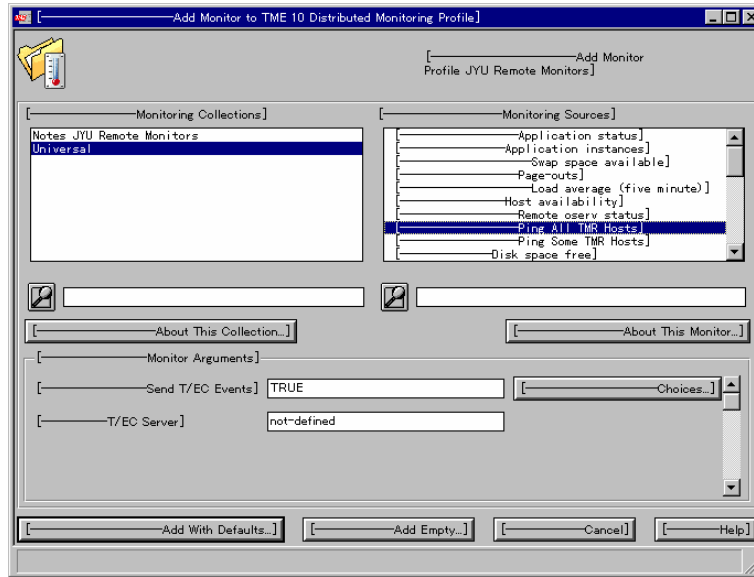 [————————Add Monitor to TME 10 Distributed Monitoring Profile]
[————————Add Monitor
Profile JYU Remote Monitors]
[————————Monitoring Collections]
[————————Monitoring Sources]
Notes JYU Remote Monitors
Universal
[————————Application status]
[————————Application instances]
[————————Swap space available]
[————————Page-outs]
[————————Load average (five minute)]
[————————Host availability]
[————————Remote oserv status]
[————————Ping All TMR Hosts]
[————————Ping Some TMR Hosts]
[————————Disk space free]
[————————About This Collection…]
[————————About This Monitor…]
[————————Monitor Arguments]
[————————Send T/EC Events]
TRUE
[————————Choices…]
[————————T/EC Server]
not-defined
[————————Add With Defaults…]
[————————Add Empty…]
[————————Cancel]
[————————Help]